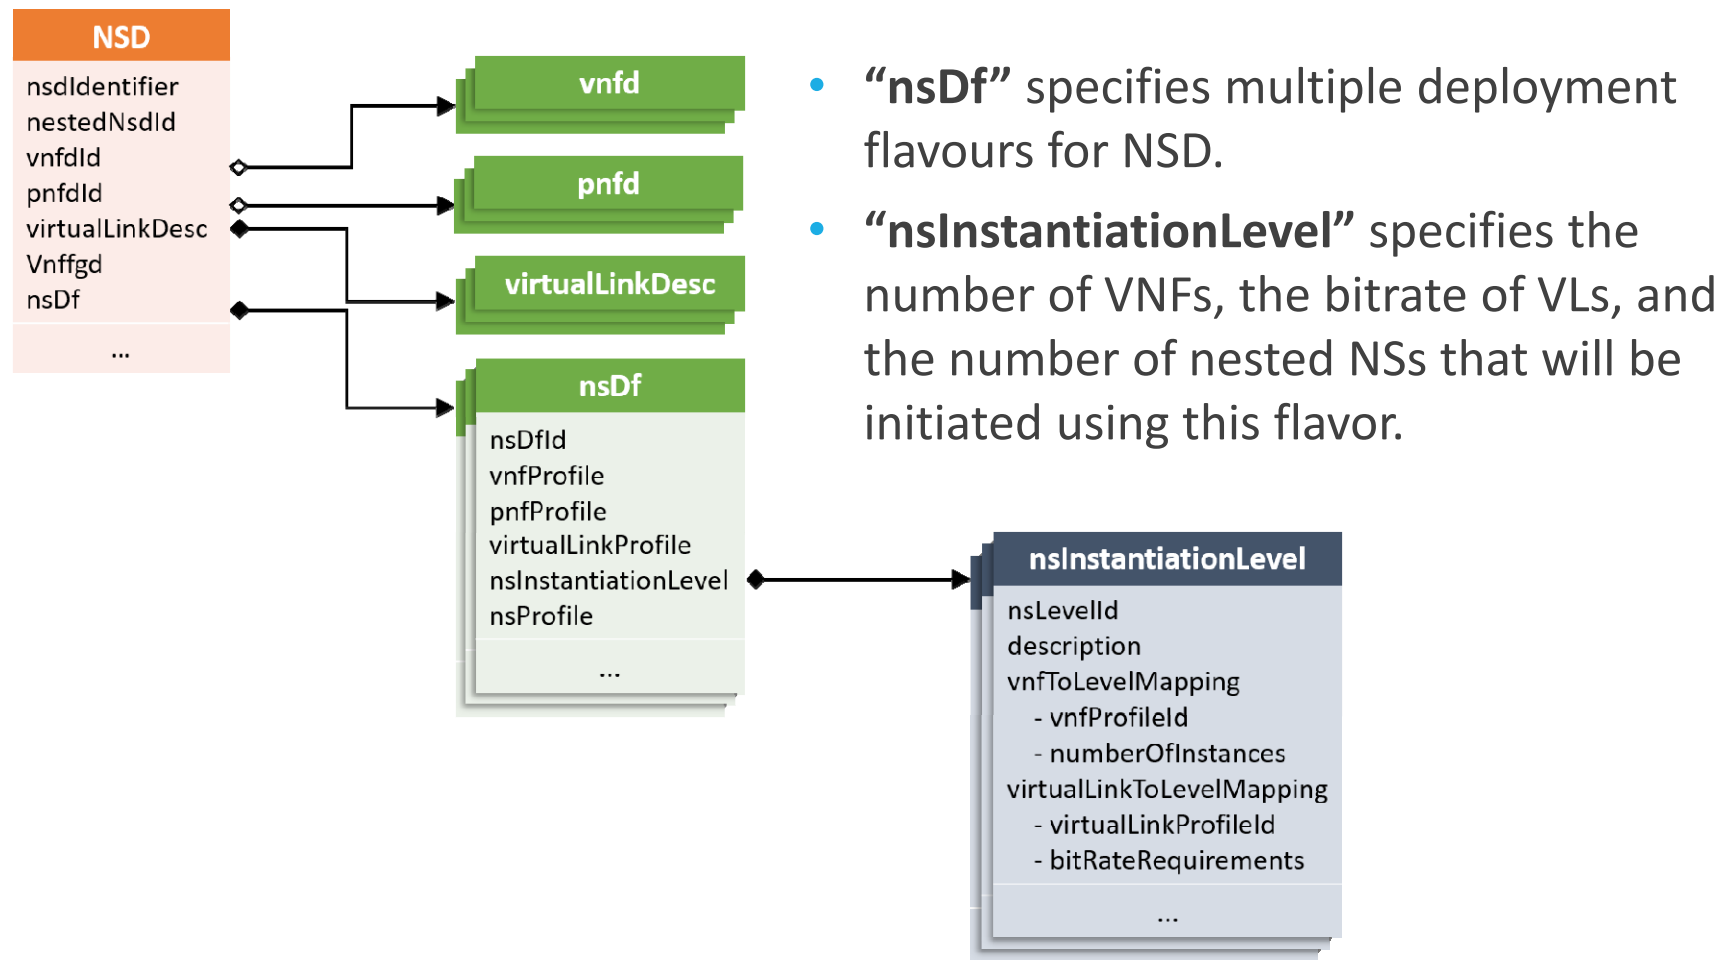 NSD
nsdIdentifier
nestedNsdId
vnfdId
pnfdId
virtualLinkDesc
Vnffgd
nsDf
...
vnfd
pnfd
virtualLinkDesc
nsDf
nsDfId
vnfProfile
pnfProfile
virtualLinkProfile
nsInstantiationLevel
nsProfile
...
• “nsDf” specifies multiple deployment
flavours for NSD.
• “nsInstantiationLevel” specifies the
number of VNFs, the bitrate of VLs, and
the number of nested NSs that will be
initiated using this flavor.
nsInstantiationLevel
nsLevelId
description
vnfToLevelMapping
- vnfProfileId
- numberOfInstances
virtualLinkToLevelMapping
- virtualLinkProfileId
- bitRateRequirements
...